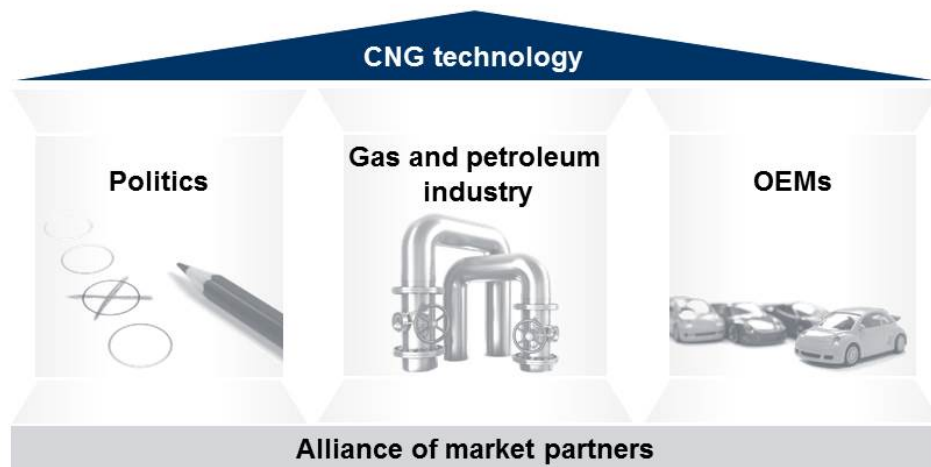 CNG technology
Politics
Gas and petroleum
industry
OEMs
Alliance of market partners